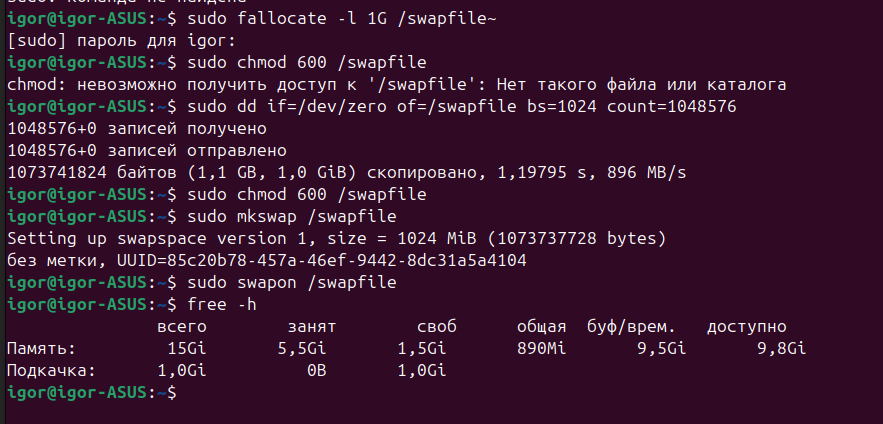 igor@igor-ASUS:~$ sudo fallocate -l 1G /swapfile~
[sudo] пароль для igor:
igor@igor-ASUS:~$ sudo chmod 600 /swapfile
chmod: невозможно получить доступ к '/swapfile': Нет такого файла или каталога
igor@igor-ASUS:~$ sudo dd if=/dev/zero of=/swapfile bs=1024 count=1048576
1048576+0 записей получено
1048576+0 записей отправлено
1073741824 байтов (1,1 GB, 1,0 GiB) скопировано, 1,19795 s, 896 MB/s
igor@igor-ASUS:~$ sudo chmod 600 /swapfile
igor@igor-ASUS:~$ sudo mkswap /swapfile
Setting up swapspace version 1, size = 1024 MiB (1073737728 bytes)
без метки, UUID=85c20b78-457a-46ef-9442-8dc31a5a4104
igor@igor-ASUS:~$ sudo swapon /swapfile
igor@igor-ASUS:~$ free -h
всего занят своб общая буф/врем. доступно
Память: 15Gi 5,5Gi 1,5Gi 890Mi 9,5Gi 9,8Gi
Подкачка: 1,0Gi 0B 1,0Gi
igor@igor-ASUS:~$